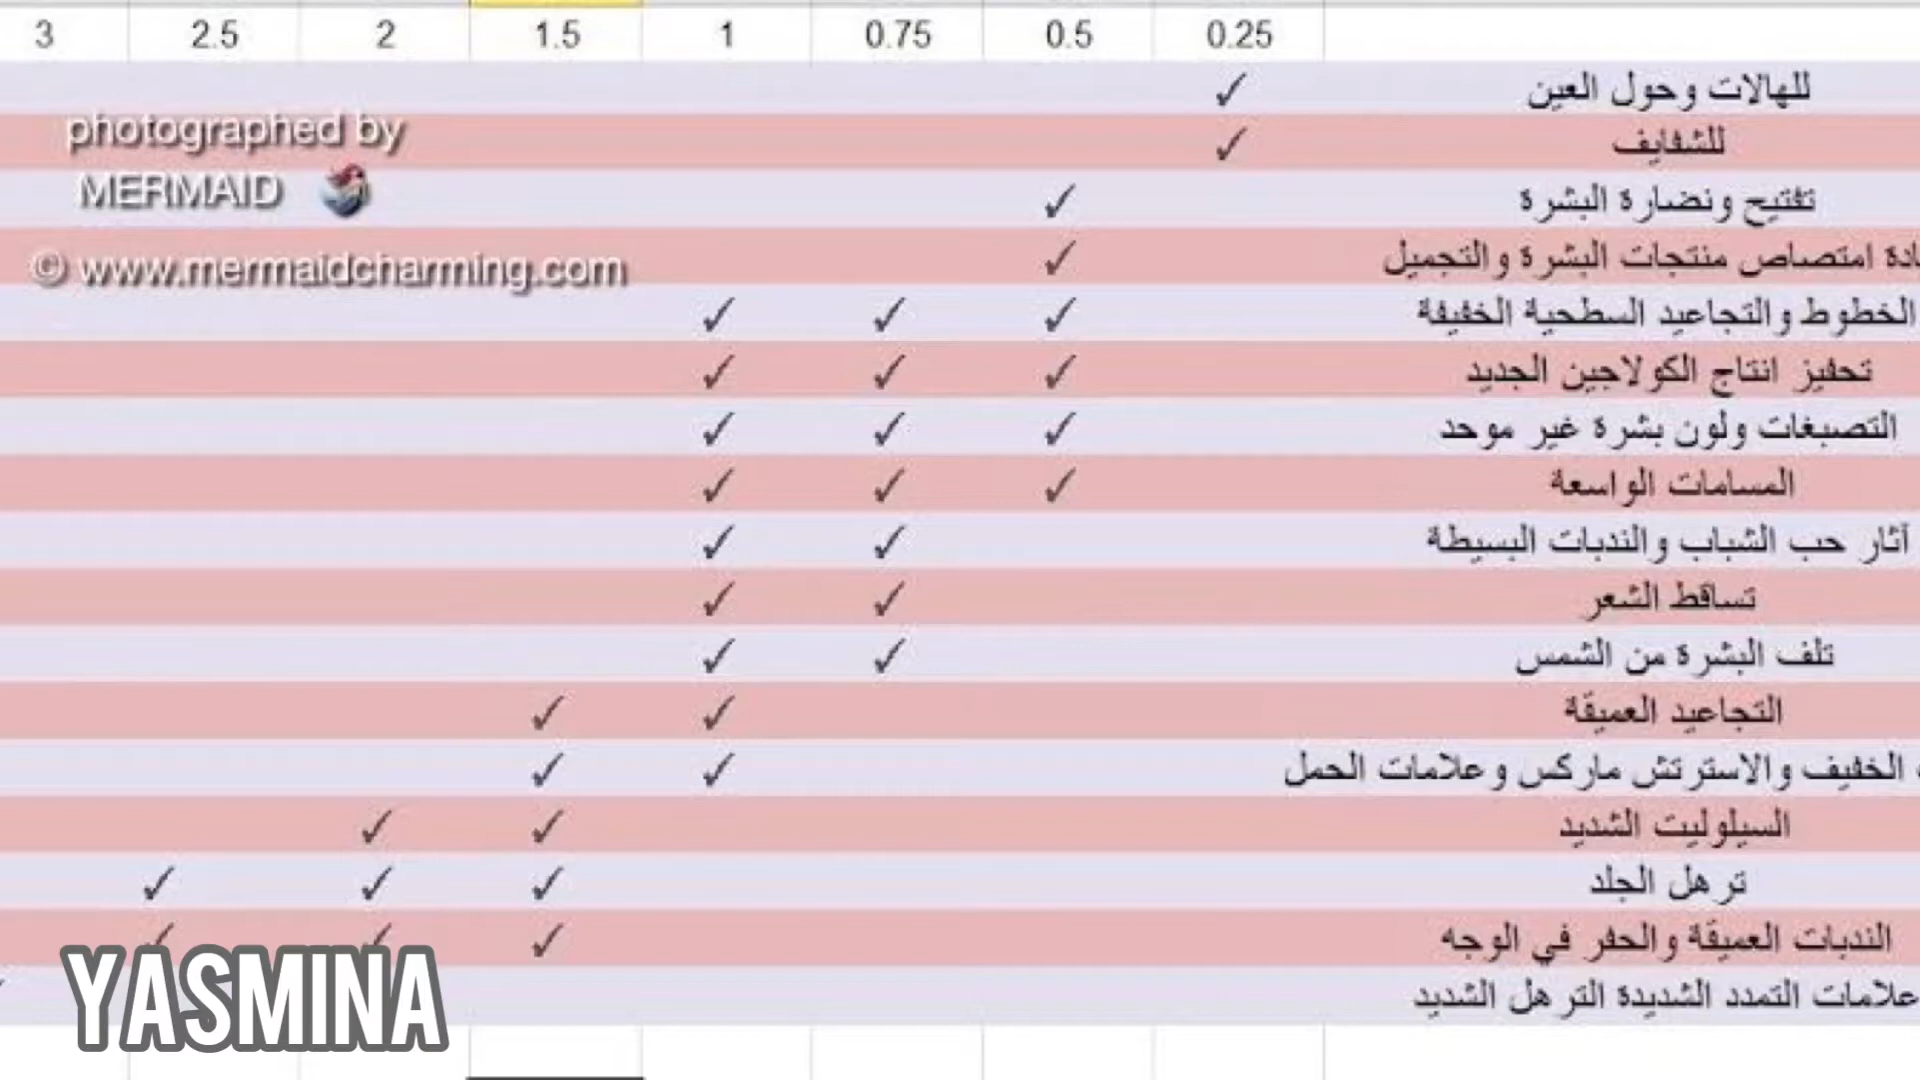 3 2.5 2 1.5 1 0.75 0.5 0.25
للهالات وحول العين ✓
للشفايف ✓
تفتيح ونضارة البشرة ✓
امتصاص منتجات البشرة والتجميل ✓
الخطوط والتجاعيد السطحية الخفيفة ✓ ✓ ✓
تحفيز انتاج الكولاجين الجديد ✓ ✓ ✓
التصبغات ولون بشرة غير موحد ✓ ✓ ✓
المسامات الواسعة ✓ ✓ ✓
آثار حب الشباب والندبات البسيطة ✓ ✓
تساقط الشعر ✓ ✓
تلف البشرة من الشمس ✓ ✓
التجاعيد العميقة ✓ ✓
الخفيف والاسترتش ماركس وعلامات الحمل ✓ ✓
السيلوليت الشديد ✓ ✓
ترهل الجلد ✓ ✓ ✓
الندبات العميقة والحفر في الوجه ✓ ✓ ✓
علامات التمدد الشديدة الترهل الشديد
photographed by
MERMAID
© www.mermaidcharming.com
YASMINA